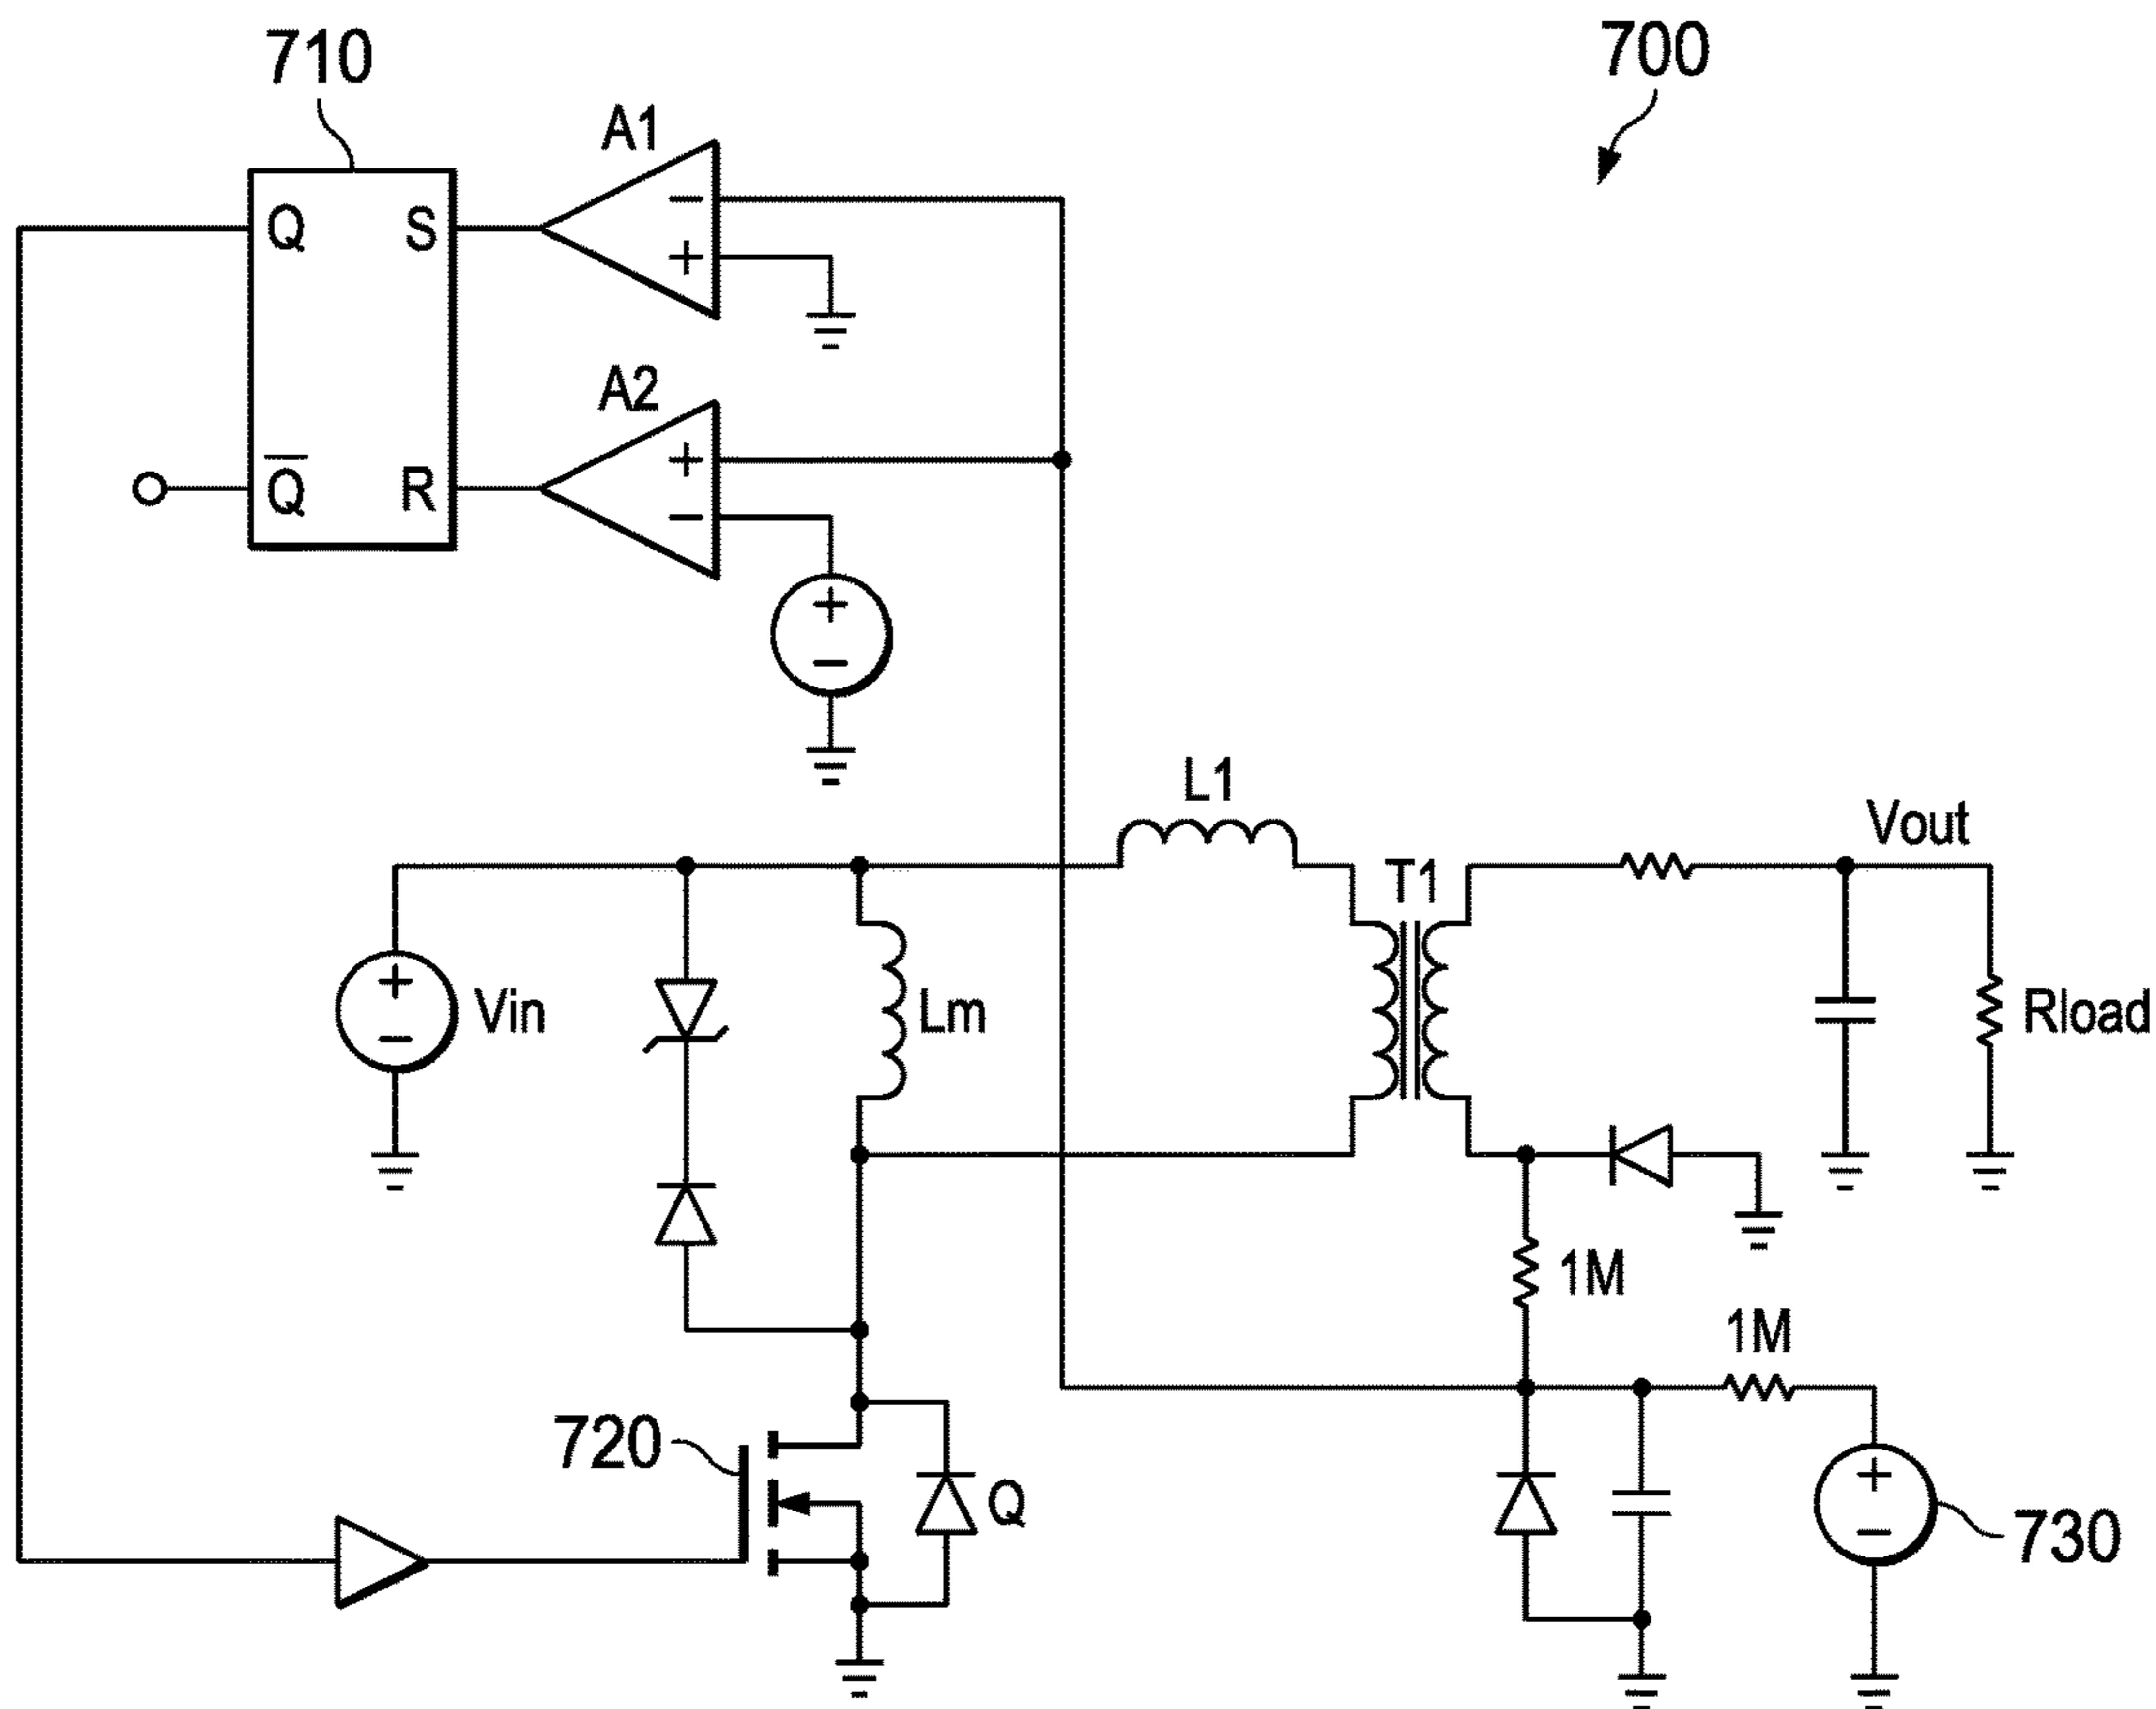 710
700
A1
Q
S
−
+
A2
Q̅
R
+
−
+
−
L1
Vout
T1
+
−
Vin
Lm
Rload
1M
1M
720
Q
+
−
730